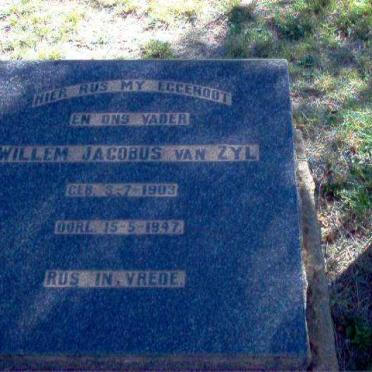 HIER RUS MY EGGENOOT
EN ONS VADER
WILLEM JACOBUS VAN ZYL
GEB. 3-7-1903
OORL. 15-5-1947.
RUS IN VREDE.